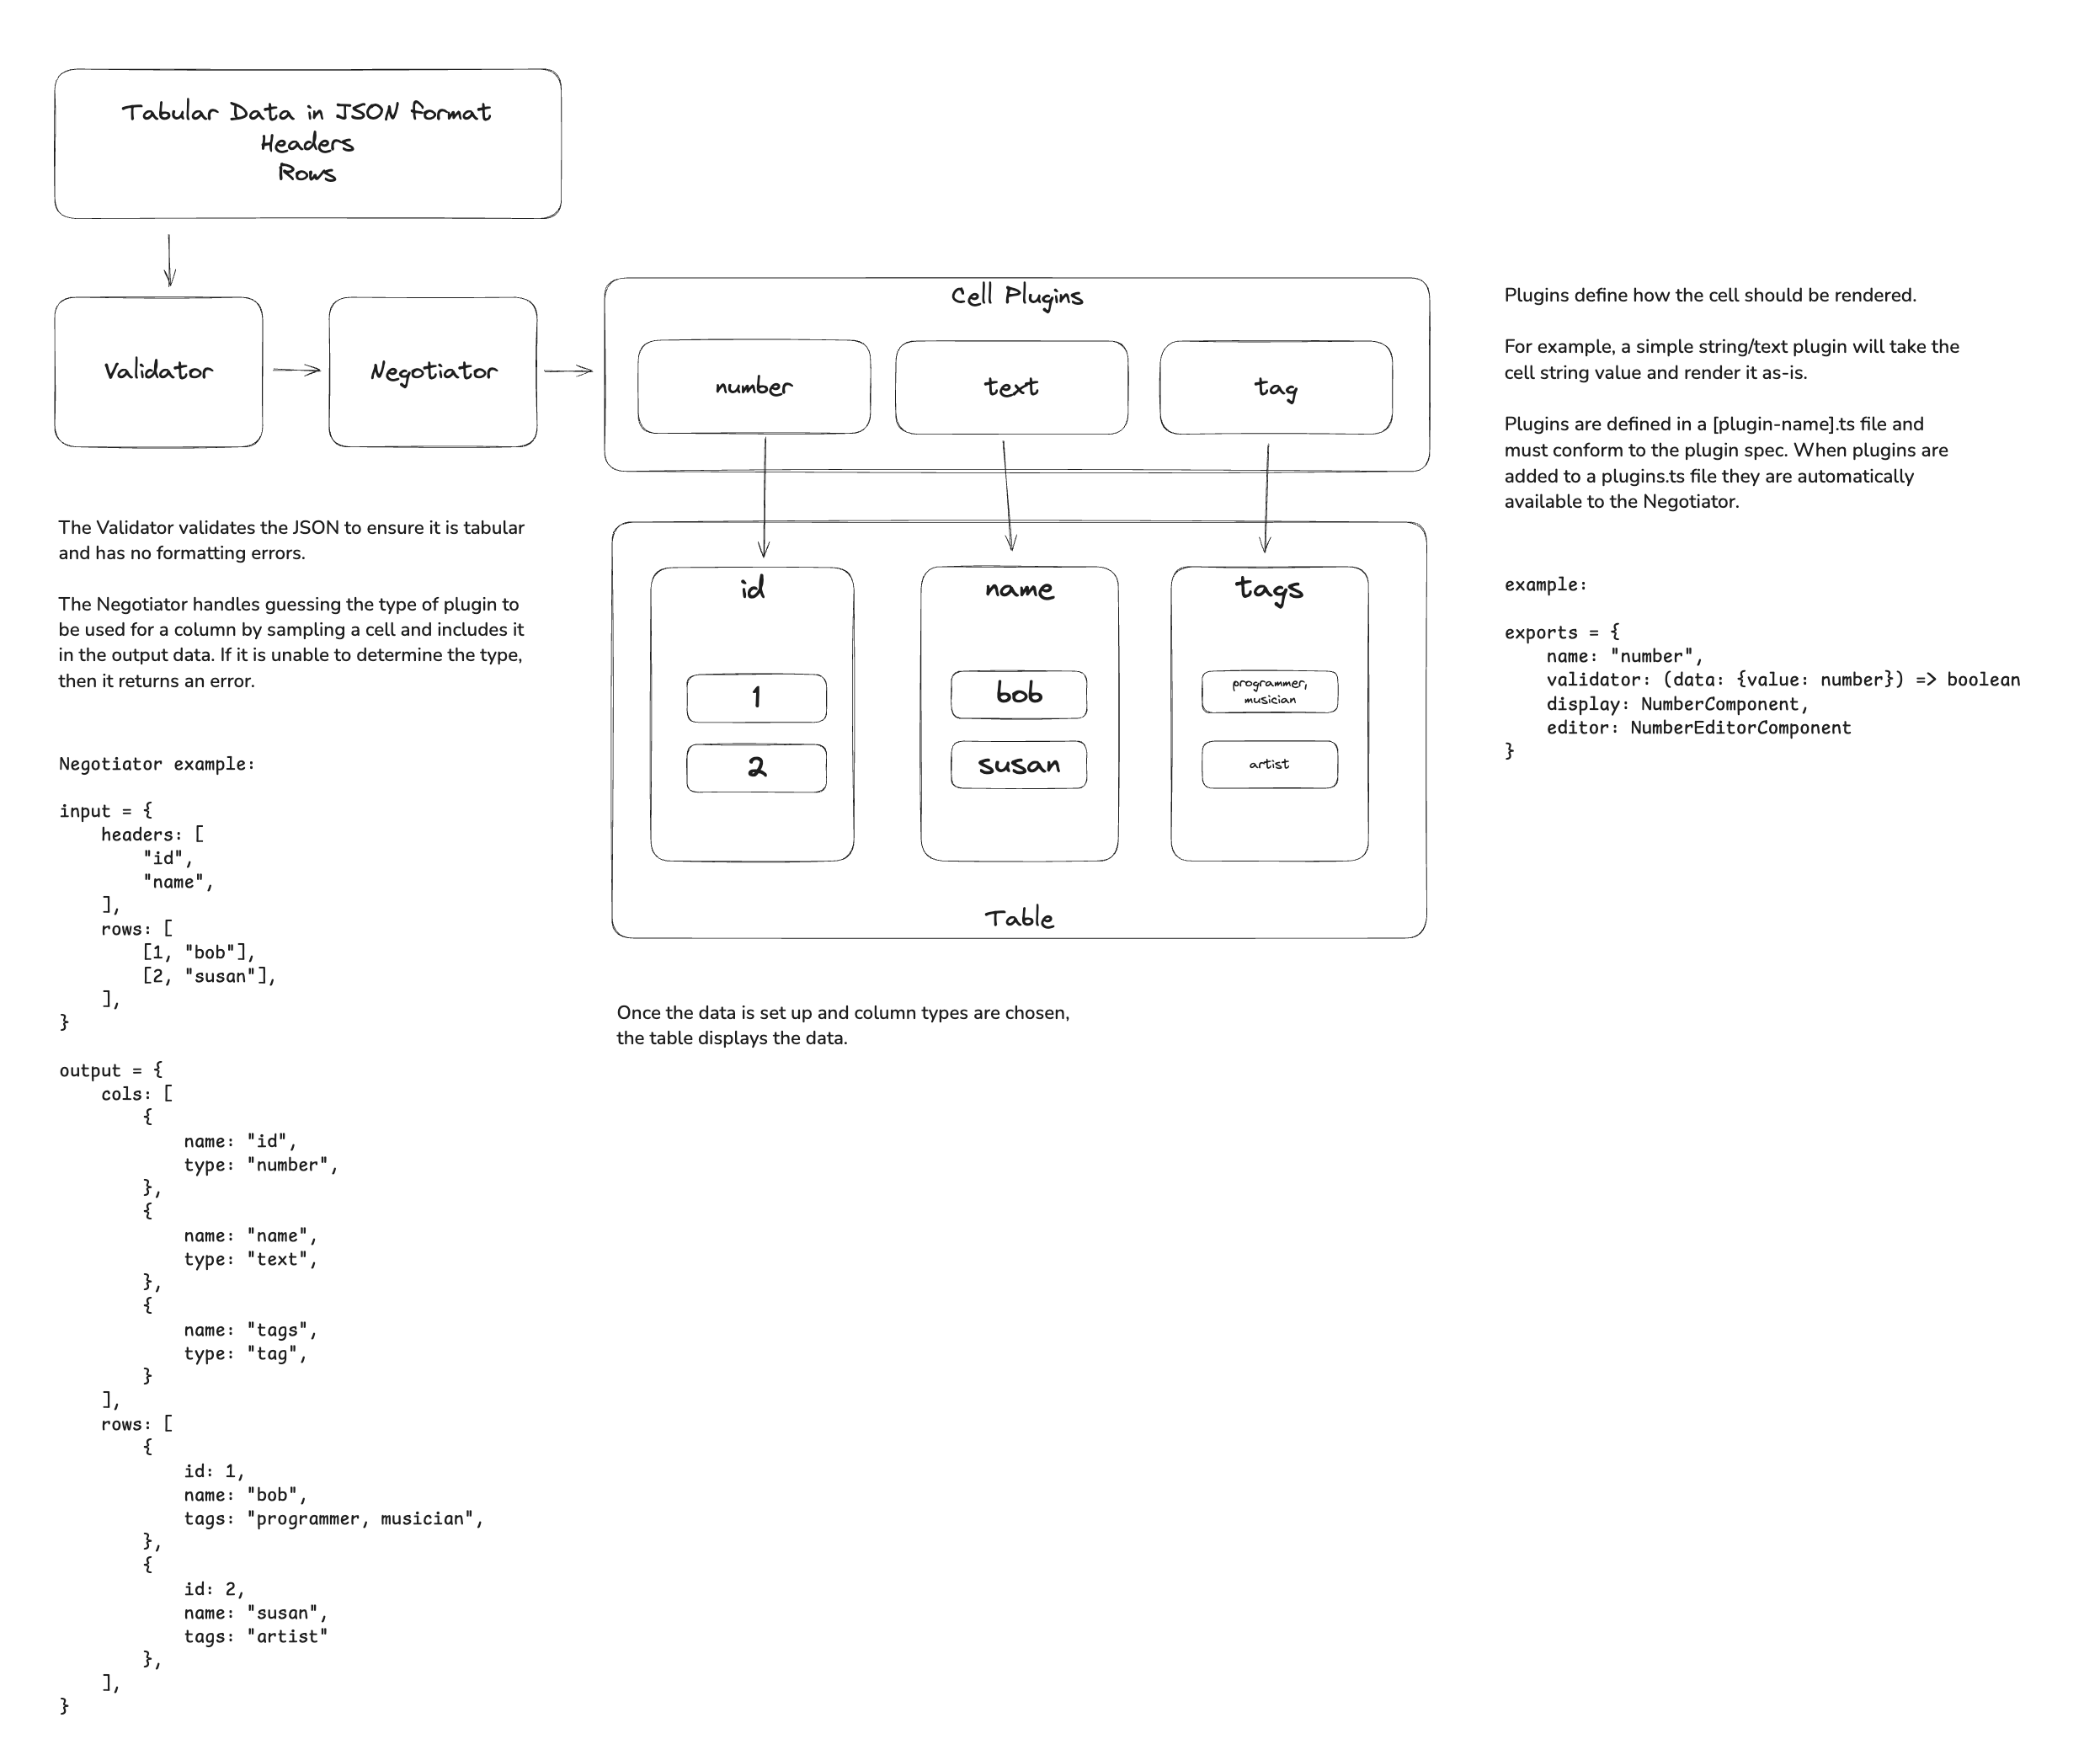 Tabular Data in JSON format
Headers
Rows
Validator
Negotiator
Cell Plugins
number
text
tag
Plugins define how the cell should be rendered.
For example, a simple string/text plugin will take the
cell string value and render it as-is.
Plugins are defined in a [plugin-name].ts file and
must conform to the plugin spec. When plugins are
added to a plugins.ts file they are automatically
available to the Negotiator.
example:
exports = {
    name: "number",
    validator: (data: {value: number}) => boolean
    display: NumberComponent,
    editor: NumberEditorComponent
}
The Validator validates the JSON to ensure it is tabular
and has no formatting errors.
The Negotiator handles guessing the type of plugin to
be used for a column by sampling a cell and includes it
in the output data. If it is unable to determine the type,
then it returns an error.
Negotiator example:
input = {
    headers: [
        "id",
        "name",
    ],
    rows: [
        [1, "bob"],
        [2, "susan"],
    ],
}
output = {
    cols: [
        {
            name: "id",
            type: "number",
        },
        {
            name: "name",
            type: "text",
        },
        {
            name: "tags",
            type: "tag",
        }
    ],
    rows: [
        {
            id: 1,
            name: "bob",
            tags: "programmer, musician",
        },
        {
            id: 2,
            name: "susan",
            tags: "artist"
        },
    ],
}
id
1
2
name
bob
susan
tags
programmer,
musician
artist
Table
Once the data is set up and column types are chosen,
the table displays the data.